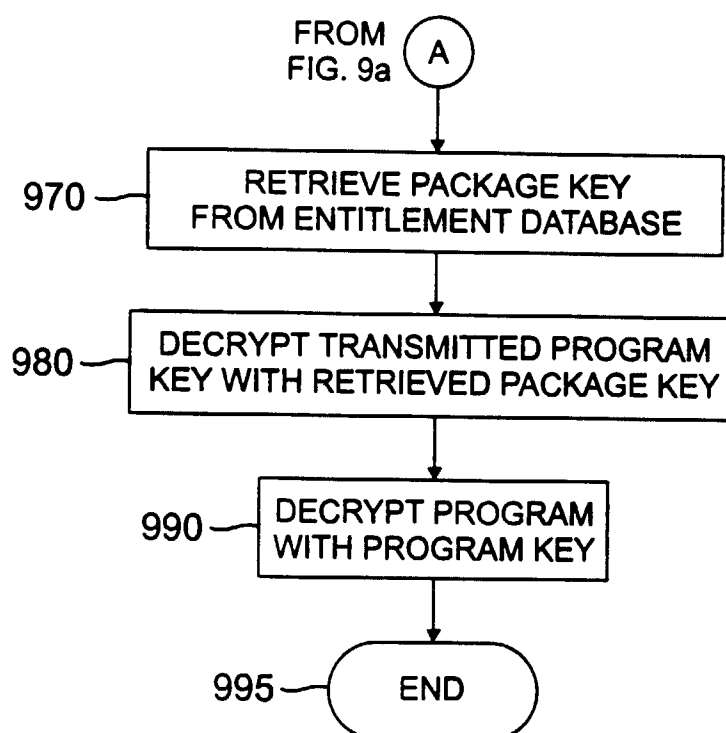 FROM
FIG. 9a
A
970
RETRIEVE PACKAGE KEY
FROM ENTITLEMENT DATABASE
980
DECRYPT TRANSMITTED PROGRAM
KEY WITH RETRIEVED PACKAGE KEY
990
DECRYPT PROGRAM
WITH PROGRAM KEY
995
END